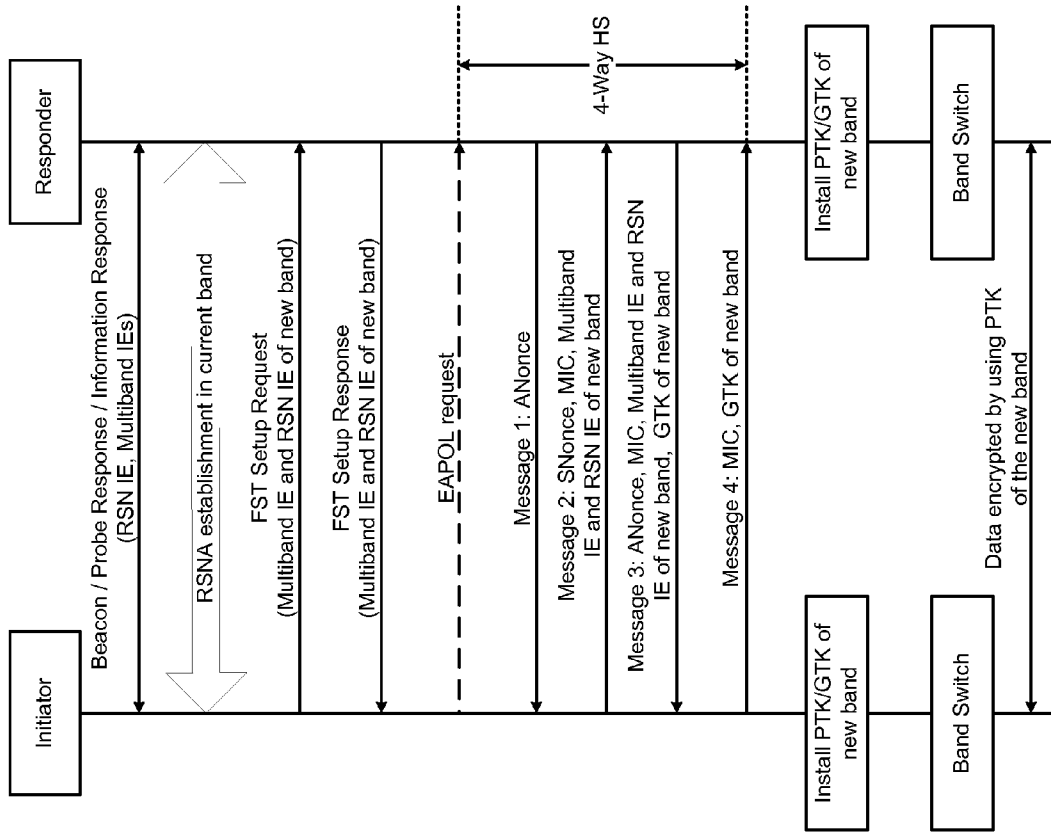 Initiator
Responder
Beacon / Probe Response / Information Response
(RSN IE, Multiband IEs)
RSNA establishment in current band
FST Setup Request
(Multiband IE and RSN IE of new band)
FST Setup Response
(Multiband IE and RSN IE of new band)
EAPOL request
Message 1: ANonce
Message 2: SNonce, MIC, Multiband
IE and RSN IE of new band
Message 3: ANonce, MIC, Multiband IE and RSN
IE of new band, GTK of new band
Message 4: MIC, GTK of new band
4-Way HS
Install PTK/GTK of
new band
Install PTK/GTK of
new band
Band Switch
Band Switch
Data encrypted by using PTK
of the new band